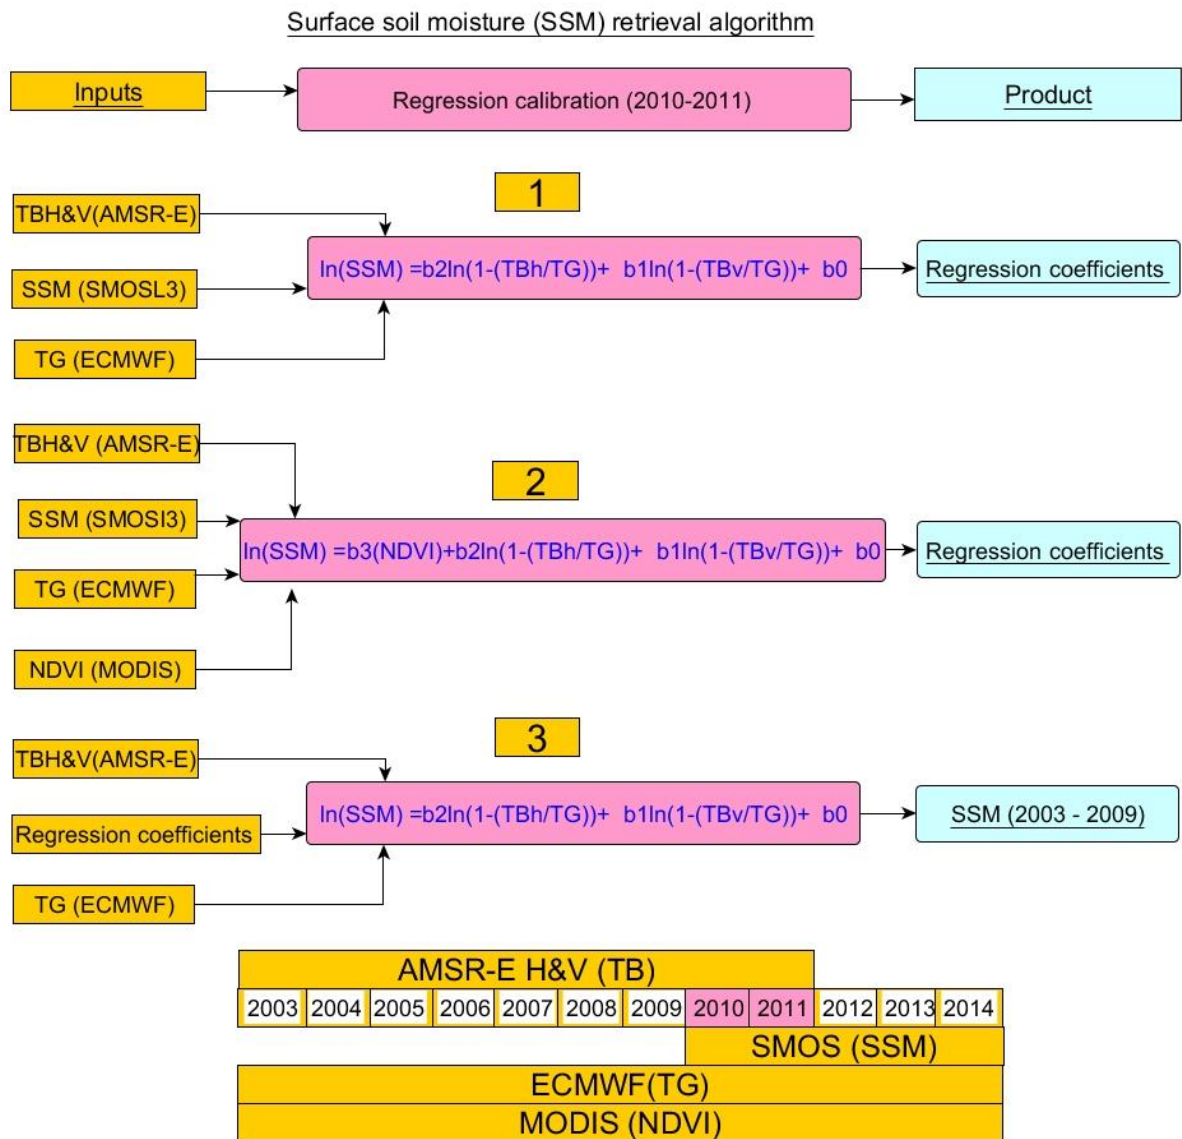 Surface soil moisture (SSM) retrieval algorithm
Inputs
Regression calibration (2010-2011)
Product
1
TBH&V(AMSR-E)
SSM (SMOSL3)
TG (ECMWF)
ln(SSM) =b2ln(1-(TBh/TG))+ b1ln(1-(TBv/TG))+ b0
Regression coefficients
2
TBH&V (AMSR-E)
SSM (SMOSl3)
TG (ECMWF)
NDVI (MODIS)
ln(SSM) =b3(NDVI)+b2ln(1-(TBh/TG))+ b1ln(1-(TBv/TG))+ b0
Regression coefficients
3
TBH&V(AMSR-E)
Regression coefficients
TG (ECMWF)
ln(SSM) =b2ln(1-(TBh/TG))+ b1ln(1-(TBv/TG))+ b0
SSM (2003 - 2009)
AMSR-E H&V (TB)
2003 2004 2005 2006 2007 2008 2009 2010 2011 2012 2013 2014
SMOS (SSM)
ECMWF(TG)
MODIS (NDVI)